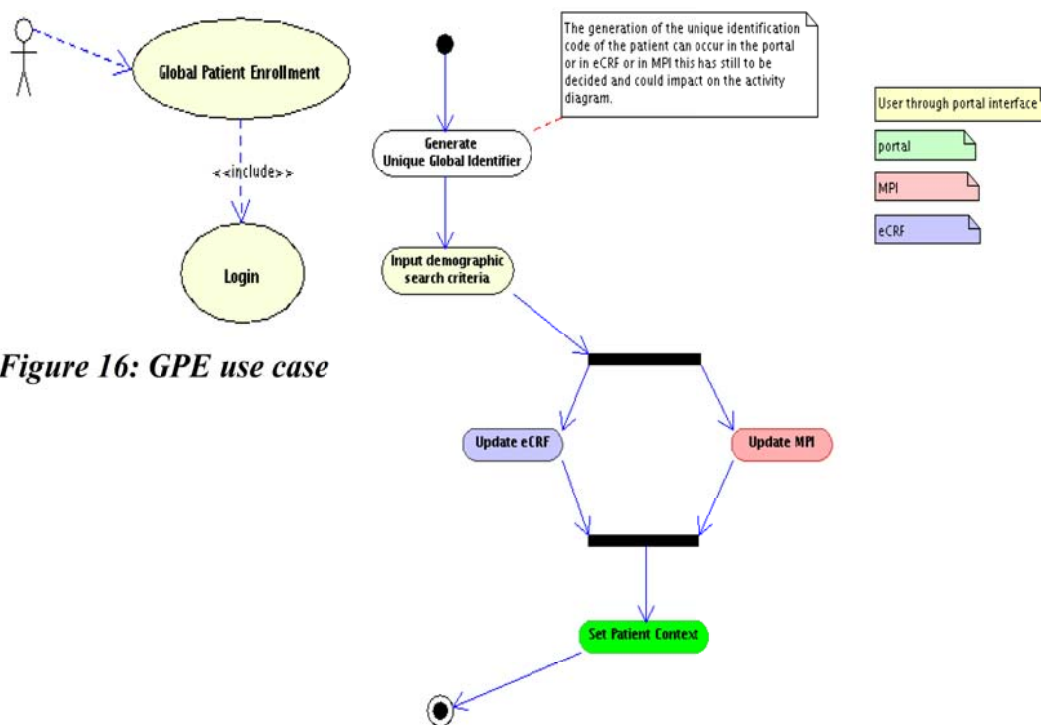 Global Patient Enrollment
<<include>>
Login
Figure 16: GPE use case
The generation of the unique identification
code of the patient can occur in the portal
or in eCRF or in MPI this has still to be
decided and could impact on the activity
diagram.
Generate
Unique Global Identifier
Input demographic
search criteria
Update eCRF
Update MPI
Set Patient Context
User through portal interface
portal
MPI
eCRF